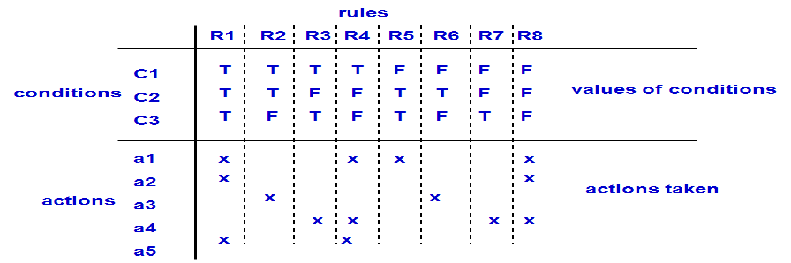 rules
R1 R2 R3 R4 R5 R6 R7 R8
C1 T T T T F F F F
conditions C2 T T F F T T F F values of conditions
C3 T F T F T F T F
a1 x x x x
a2 x x
actions a3 x x actions taken
a4 x x x x
a5 x x